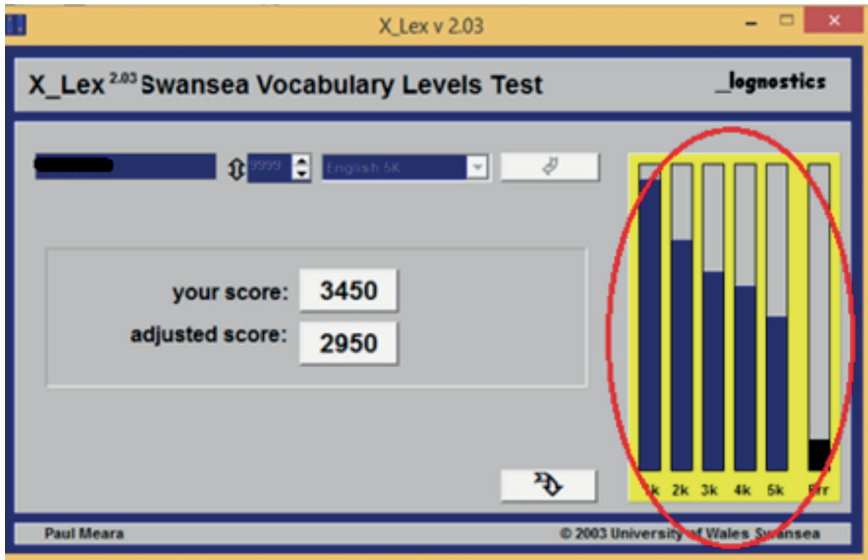 X_Lex v 2.03
X_Lex 2.03 Swansea Vocabulary Levels Test
_lognostics
9999 English 5K
your score: 3450
adjusted score: 2950
1k 2k 3k 4k 5k Err
Paul Meara © 2003 University of Wales Swansea